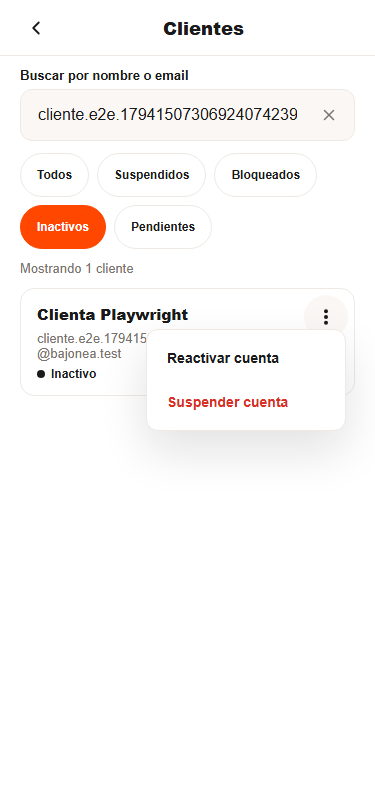 Clientes
Buscar por nombre o email
cliente.e2e.17941507306924074239
Todos
Suspendidos
Bloqueados
Inactivos
Pendientes
Mostrando 1 cliente
Clienta Playwright
cliente.e2e.17941
@bajonea.test
Inactivo
Reactivar cuenta
Suspender cuenta